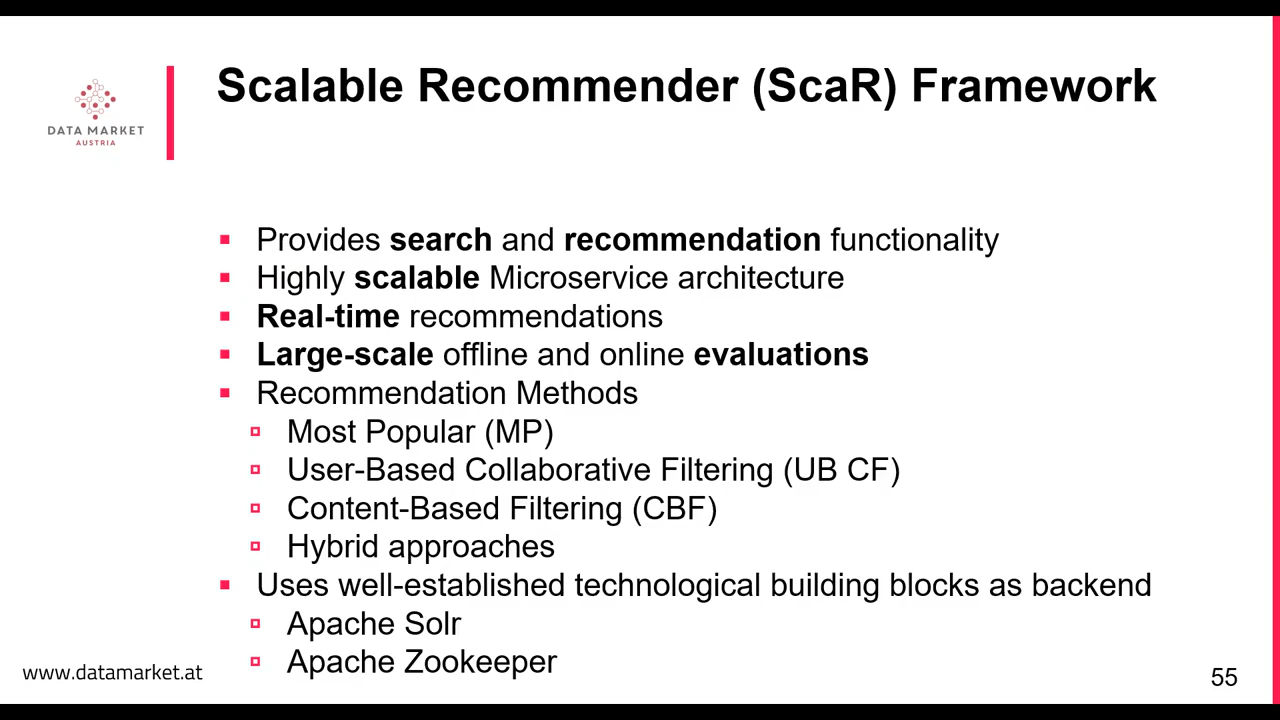 Scalable Recommender (ScaR) Framework
DATA MARKET
AUSTRIA
Provides search and recommendation functionality
Highly scalable Microservice architecture
Real-time recommendations
Large-scale offline and online evaluations
Recommendation Methods
Most Popular (MP)
User-Based Collaborative Filtering (UB CF)
Content-Based Filtering (CBF)
Hybrid approaches
Uses well-established technological building blocks as backend
Apache Solr
Apache Zookeeper
www.datamarket.at
55